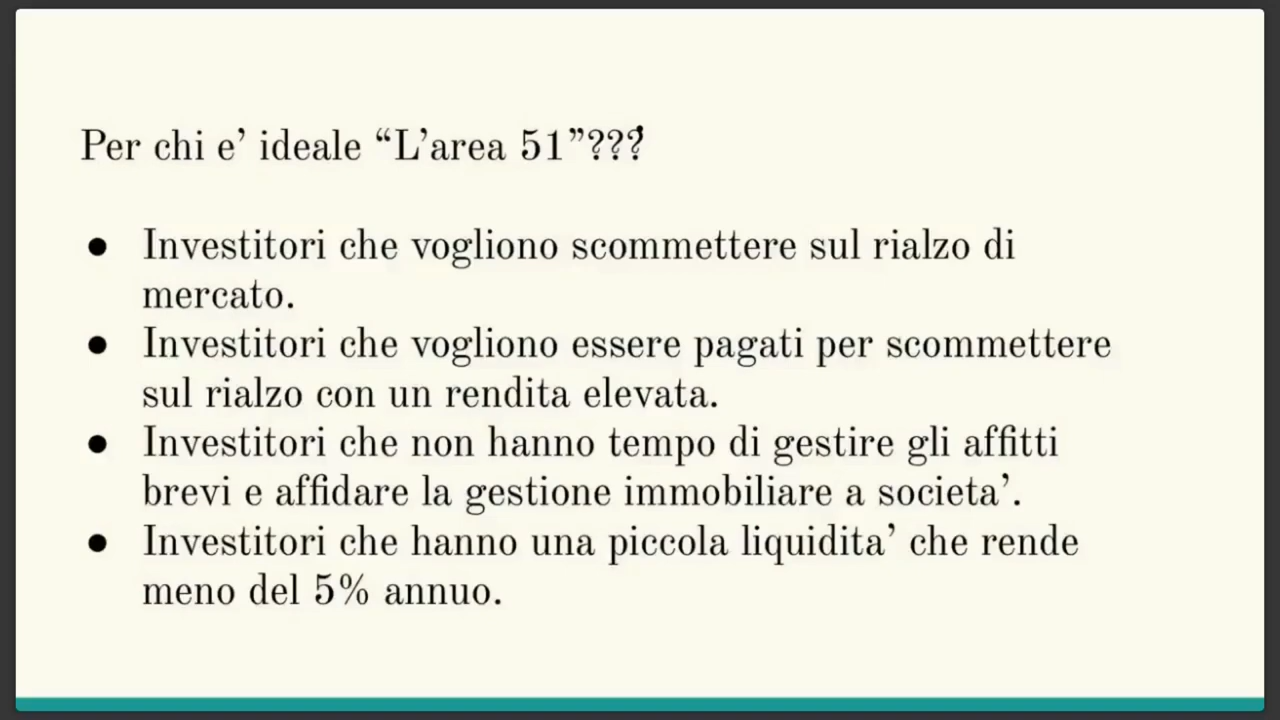 Per chi e’ ideale “L’area 51”???
● Investitori che vogliono scommettere sul rialzo di
mercato.
● Investitori che vogliono essere pagati per scommettere
sul rialzo con un rendita elevata.
● Investitori che non hanno tempo di gestire gli affitti
brevi e affidare la gestione immobiliare a societa’.
● Investitori che hanno una piccola liquidita’ che rende
meno del 5% annuo.